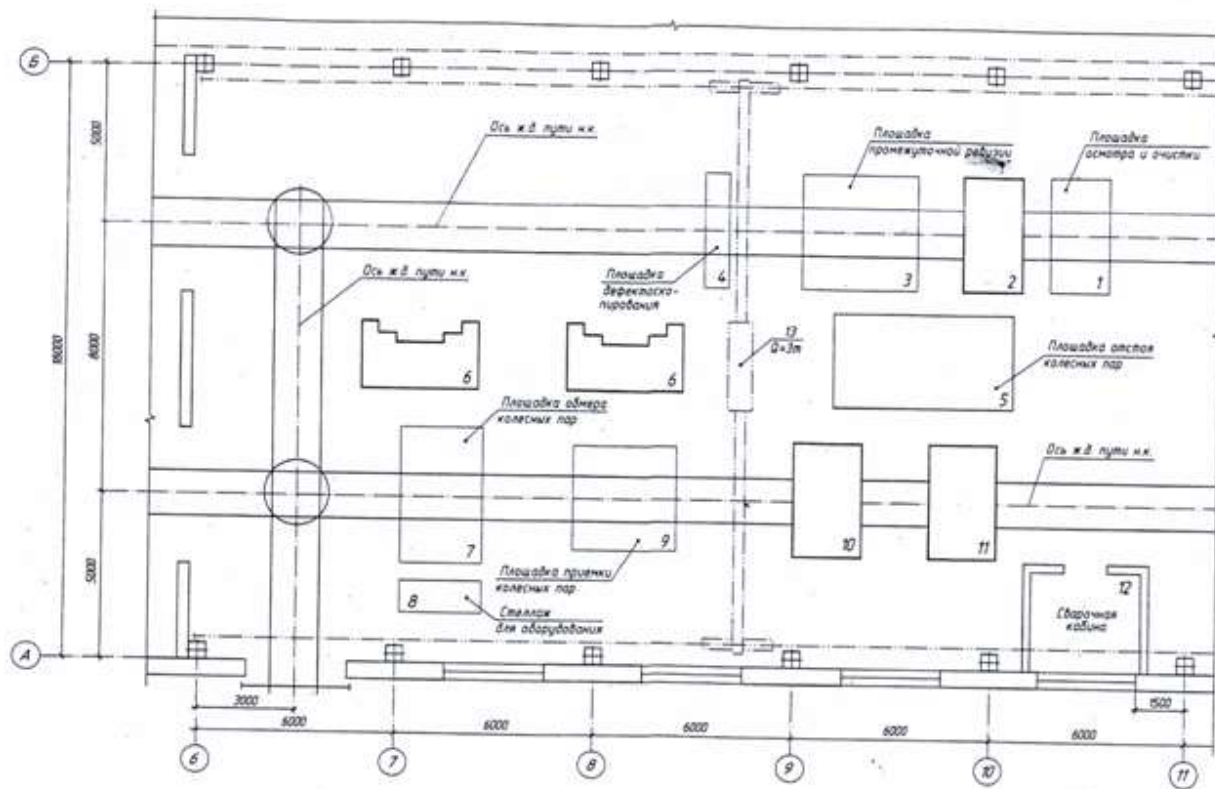 Б
5000
Ось ж.д. пути н.к.
Площадка
промежуточной ревизии
Площадка
осмотра и очистки
Ось ж.д. пути н.к.
Площадка
дефектоско-
пирования
4
3
2
1
18000
8000
13
Q=3т
6
6
Площадка отстоя
колесных пар
5
Площадка обмера
колесных пар
Ось ж.д. пути н.к.
7
9
10
11
5000
Площадка приемки
колесных пар
8
Стеллаж
для оборудования
12
Сварочная
кабина
А
3000
1500
6000
6000
6000
6000
6000
6
7
8
9
10
11